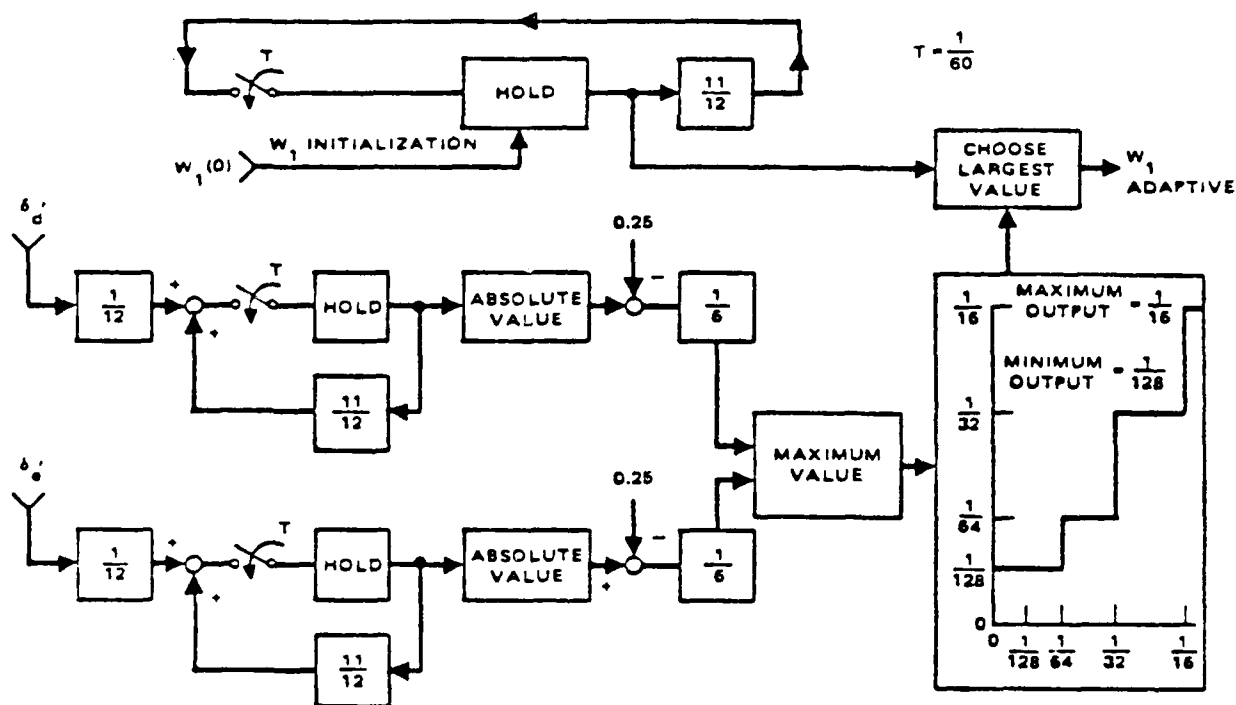 T = 1/60
T
HOLD
11/12
W₁ INITIALIZATION
W₁(0)
CHOOSE
LARGEST
VALUE
W₁
ADAPTIVE
δd'
1/12
+
+
T
HOLD
ABSOLUTE
VALUE
0.25
−
1/6
11/12
MAXIMUM
VALUE
MAXIMUM
OUTPUT = 1/16
MINIMUM
OUTPUT = 1/128
1/16
1/32
1/64
1/128
0
0 1/128 1/64 1/32 1/16
δe'
1/12
+
+
T
HOLD
ABSOLUTE
VALUE
+
0.25
−
1/6
11/12